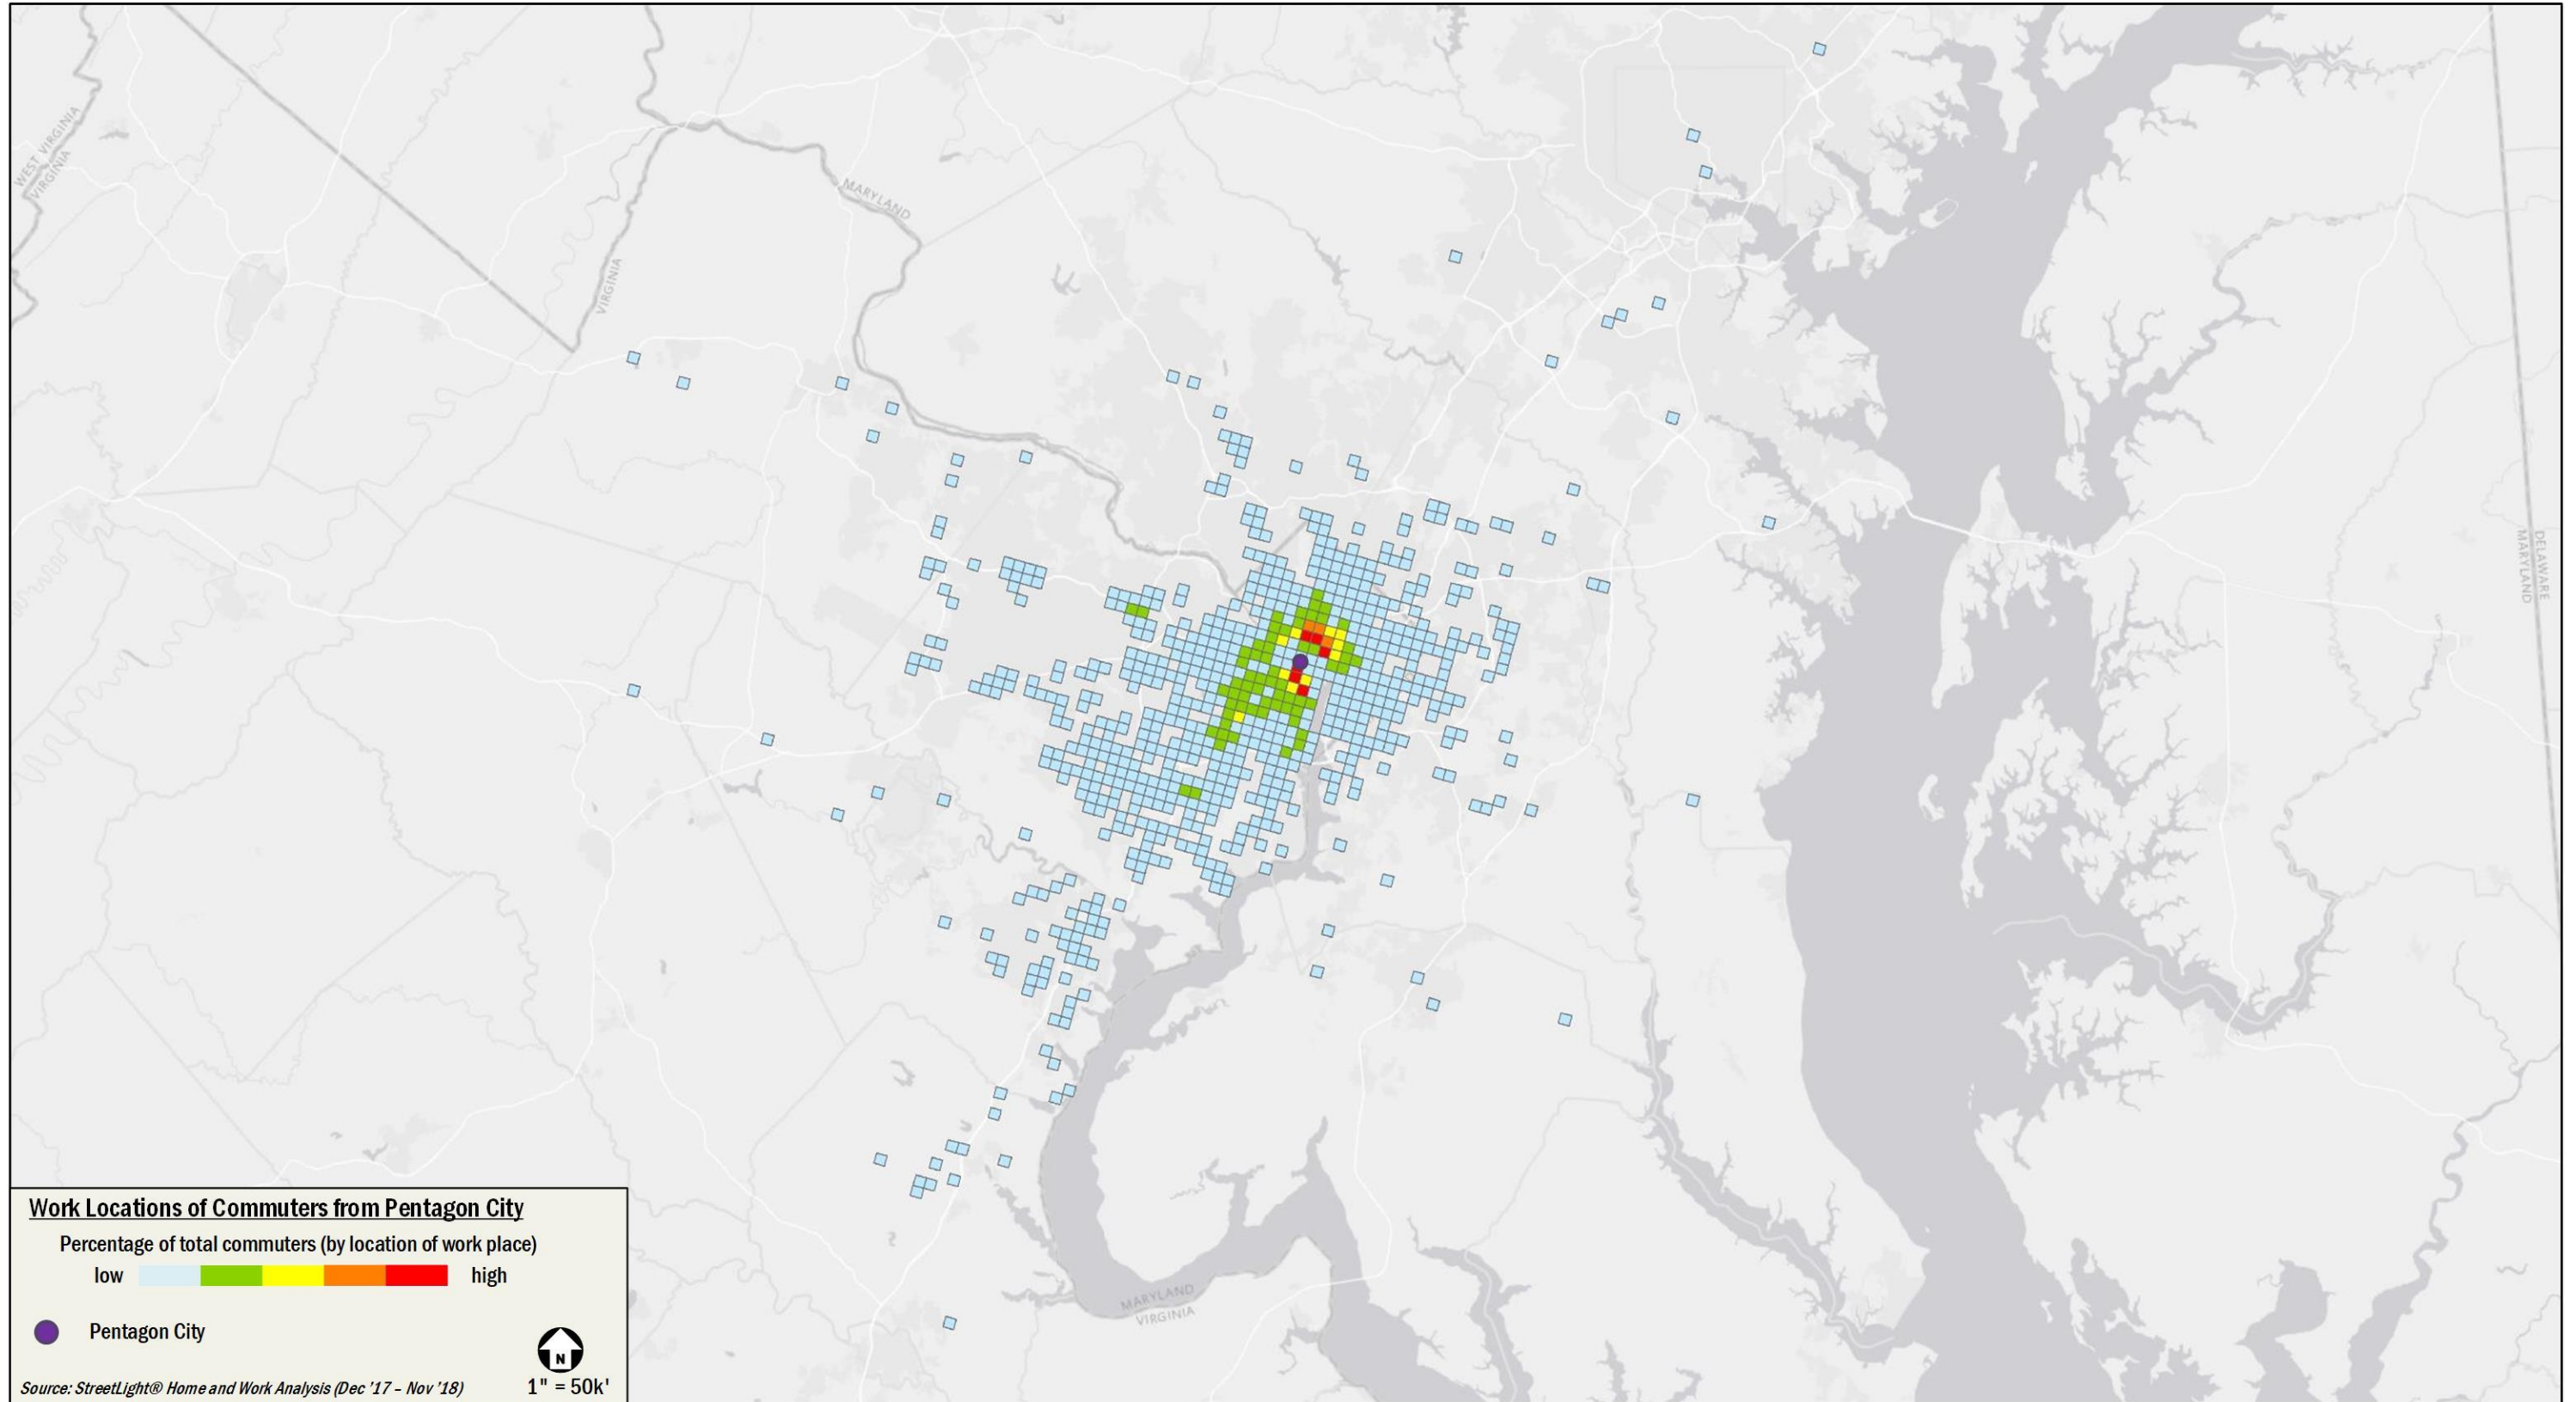 WEST VIRGINIA
VIRGINIA
MARYLAND
VIRGINIA
DELAWARE
MARYLAND
MARYLAND
VIRGINIA
Work Locations of Commuters from Pentagon City
Percentage of total commuters (by location of work place)
low high
Pentagon City
N
Source: StreetLight® Home and Work Analysis (Dec '17 – Nov '18)
1" = 50k'